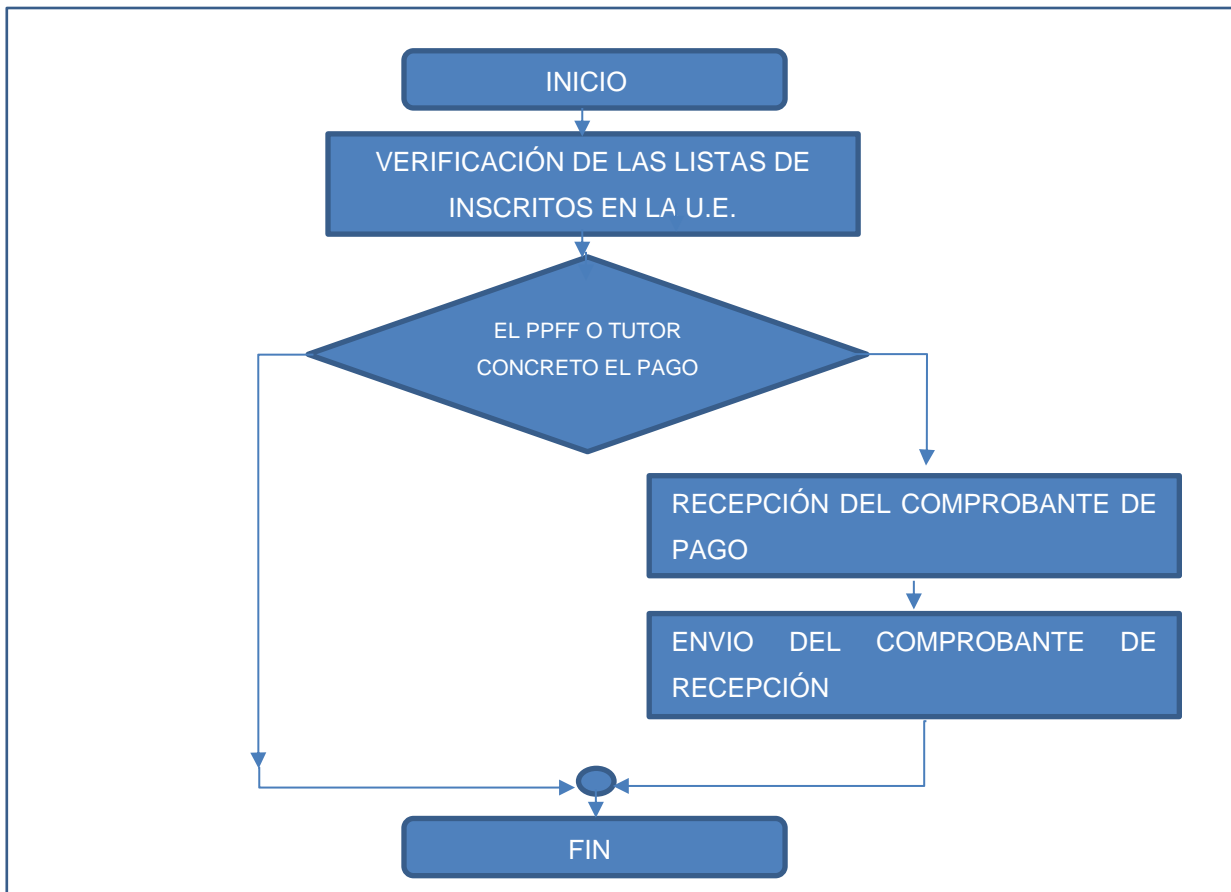 INICIO
VERIFICACIÓN DE LAS LISTAS DE
INSCRITOS EN LA U.E.
EL PPFF O TUTOR
CONCRETO EL PAGO
RECEPCIÓN DEL COMPROBANTE DE
PAGO
ENVIO DEL COMPROBANTE DE
RECEPCIÓN
FIN